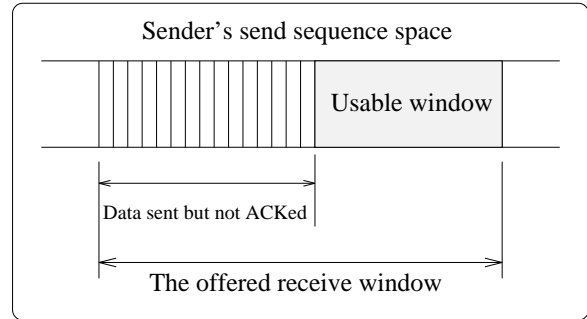 Sender's send sequence space
Usable window
Data sent but not ACKed
The offered receive window